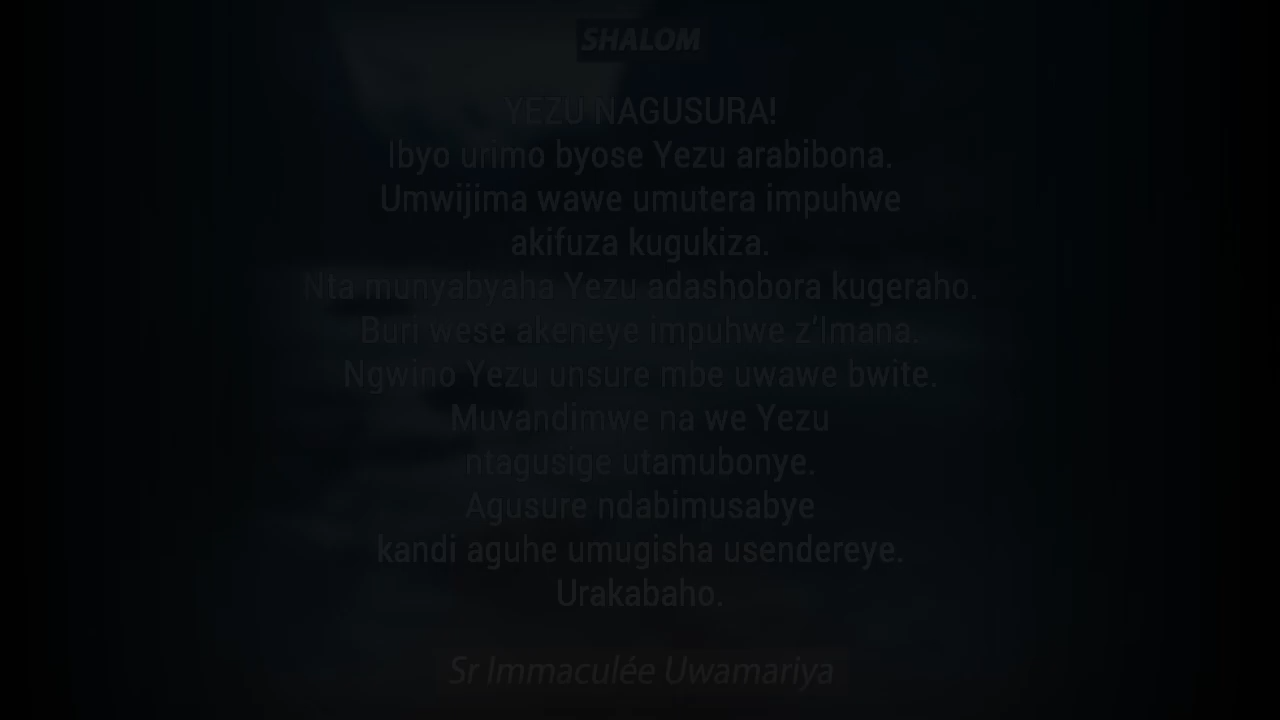 SHALOM
YEZU NAGUSURA!
Ibyo urimo byose Yezu arabibona.
Umwijima wawe umutera impuhwe
akifuza kugukiza.
Nta munyabyaha Yezu adashobora kugeraho.
Buri wese akeneye impuhwe z'Imana.
Ngwino Yezu unsure mbe uwawe bwite.
Muvandimwe na we Yezu
ntagusige utamubonye.
Agusure ndabimusabye
kandi aguhe umugisha usendereye.
Urakabaho.
Sr Immaculée Uwamariya